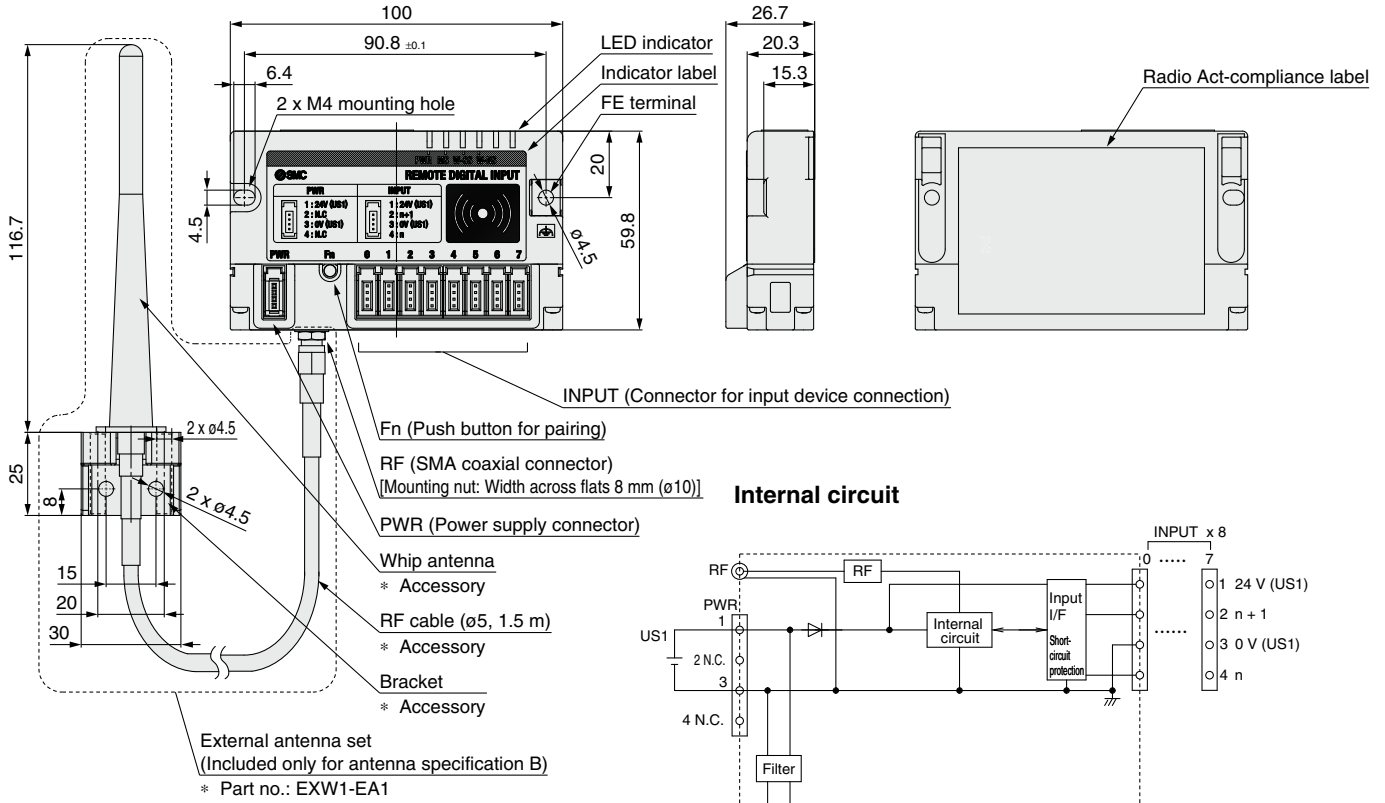 100
90.8 ±0.1
6.4
2 x M4 mounting hole
LED indicator
Indicator label
FE terminal
26.7
20.3
15.3
Radio Act-compliance label
116.7
4.5
20
59.8
ø4.5
PWR MS W-SS W-NS
SMC REMOTE DIGITAL INPUT
PWR
1 : 24V (US1)
2 : N.C
3 : 0V (US1)
4 : N.C
INPUT
1 : 24V (US1)
2 : n+1
3 : 0V (US1)
4 : n
PWR Fn 0 1 2 3 4 5 6 7
INPUT (Connector for input device connection)
Fn (Push button for pairing)
RF (SMA coaxial connector)
[Mounting nut: Width across flats 8 mm (ø10)]
PWR (Power supply connector)
Whip antenna
* Accessory
RF cable (ø5, 1.5 m)
* Accessory
Bracket
* Accessory
External antenna set
(Included only for antenna specification B)
* Part no.: EXW1-EA1
25
8
2 x ø4.5
2 x ø4.5
15
20
30
Internal circuit
INPUT x 8
0 ..... 7
RF
RF
PWR
US1
1
2 N.C.
3
4 N.C.
Internal
circuit
Input
I/F
Short-
circuit
protection
......
1 24 V (US1)
2 n + 1
3 0 V (US1)
4 n
Filter